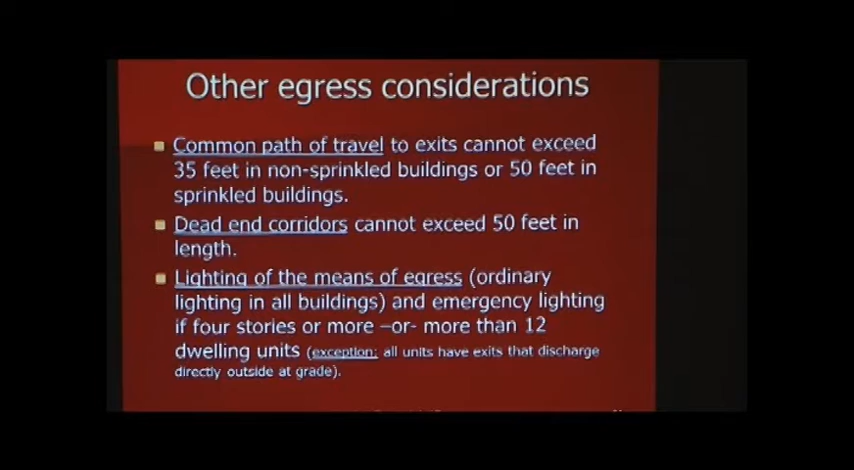 Other egress considerations
Common path of travel to exits cannot exceed
35 feet in non-sprinkled buildings or 50 feet in
sprinkled buildings.
Dead end corridors cannot exceed 50 feet in
length.
Lighting of the means of egress (ordinary
lighting in all buildings) and emergency lighting
if four stories or more –or- more than 12
dwelling units (exception: all units have exits that discharge
directly outside at grade).